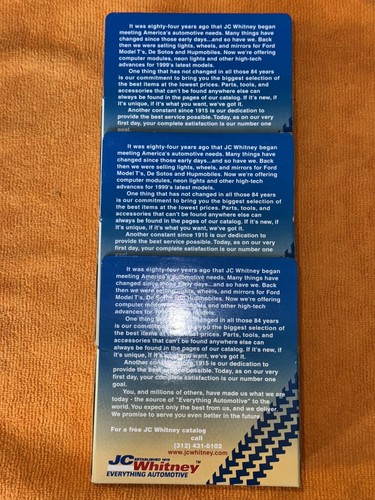 It was eighty-four years ago that JC Whitney began
meeting America's automotive needs. Many things have
changed since those early days...and so have we. Back
then we were selling lights, wheels, and mirrors for Ford
Model T's, De Sotos and Hupmobiles. Now we're offering
computer modules, neon lights and other high-tech
advances for 1999's latest models.
One thing that has not changed in all those 84 years
is our commitment to bring you the biggest selection of
the best items at the lowest prices. Parts, tools, and
accessories that can't be found anywhere else can
always be found in the pages of our catalog. If it's new, if
it's unique, if it's what you want, we've got it.
Another constant since 1915 is our dedication to
provide the best service possible. Today, as on our very
first day, your complete satisfaction is our number one
goal.
It was eighty-four years ago that JC Whitney began
meeting America's automotive needs. Many things have
changed since those early days...and so have we. Back
then we were selling lights, wheels, and mirrors for Ford
Model T's, De Sotos and Hupmobiles. Now we're offering
computer modules, neon lights and other high-tech
advances for 1999's latest models.
One thing that has not changed in all those 84 years
is our commitment to bring you the biggest selection of
the best items at the lowest prices. Parts, tools, and
accessories that can't be found anywhere else can
always be found in the pages of our catalog. If it's new, if
it's unique, if it's what you want, we've got it.
Another constant since 1915 is our dedication to
provide the best service possible. Today, as on our very
first day, your complete satisfaction is our number one
goal.
It was eighty-four years ago that JC Whitney began
meeting America's automotive needs. Many things have
changed since those early days...and so have we. Back
then we were selling lights, wheels, and mirrors for Ford
Model T's, De Sotos and Hupmobiles. Now we're offering
computer modules, neon lights and other high-tech
advances for 1999's latest models.
One thing that has not changed in all those 84 years
is our commitment to bring you the biggest selection of
the best items at the lowest prices. Parts, tools, and
accessories that can't be found anywhere else can
always be found in the pages of our catalog. If it's new, if
it's unique, if it's what you want, we've got it.
Another constant since 1915 is our dedication to
provide the best service possible. Today, as on our very
first day, your complete satisfaction is our number one
goal.
You, and millions of others, have made us what we are
today - the source of "Everything Automotive" to the
world. You expect only the best from us, and we deliver.
We promise to serve you even better in the future.
For a free JC Whitney catalog
call
(312) 431-6102
www.jcwhitney.com
ESTABLISHED 1915
JC Whitney™
EVERYTHING AUTOMOTIVE